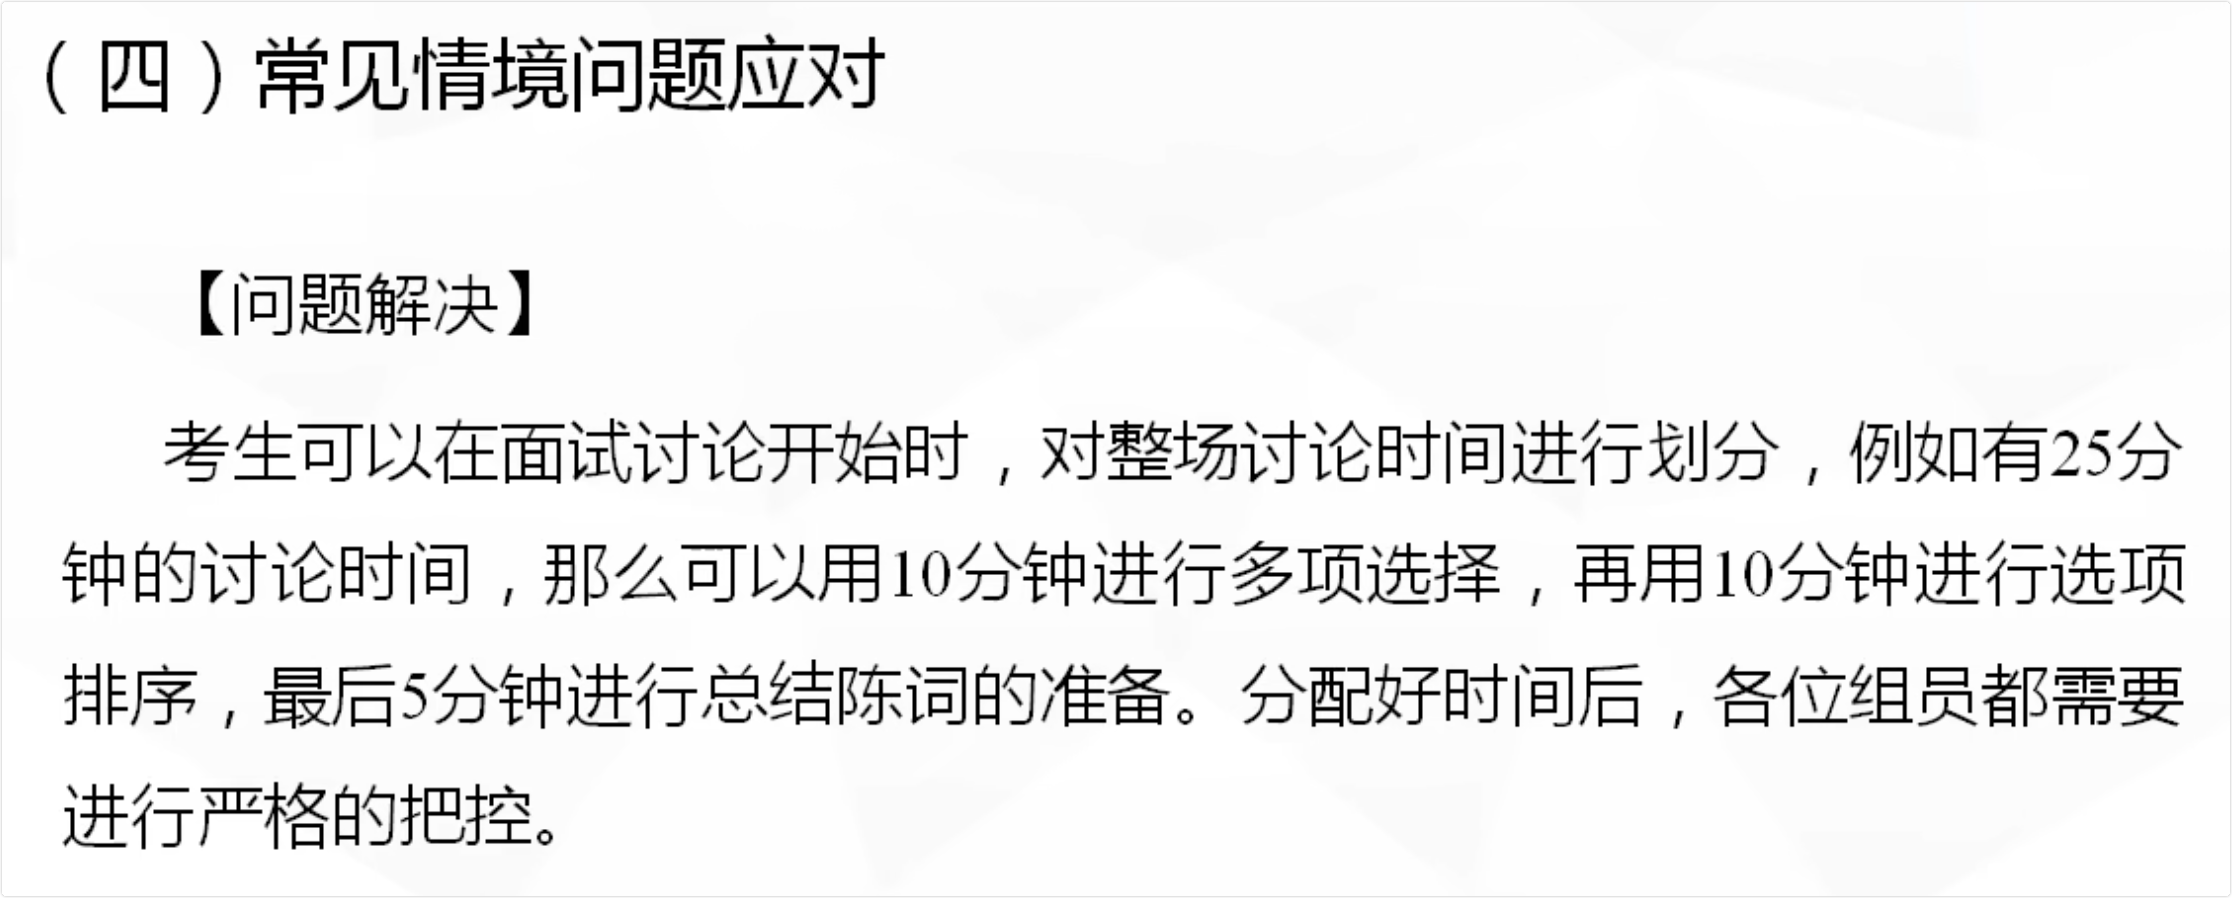 （四）常见情境问题应对
【问题解决】
考生可以在面试讨论开始时，对整场讨论时间进行划分，例如有25分
钟的讨论时间，那么可以用10分钟进行多项选择，再用10分钟进行选项
排序，最后5分钟进行总结陈词的准备。分配好时间后，各位组员都需要
进行严格的把控。